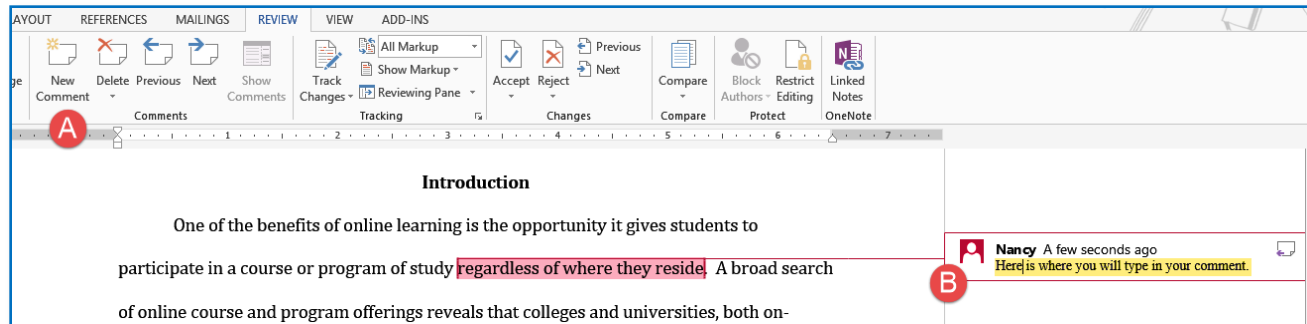 AYOUT REFERENCES MAILINGS REVIEW VIEW ADD-INS
New Comment
Delete
Previous
Next
Show Comments
Track Changes
All Markup
Show Markup
Reviewing Pane
Accept
Reject
Previous
Next
Compare
Block Authors
Restrict Editing
Linked Notes
Comments Tracking Changes Compare Protect OneNote
A
1 2 3 4 5 6 7
Introduction
One of the benefits of online learning is the opportunity it gives students to
participate in a course or program of study regardless of where they reside. A broad search
of online course and program offerings reveals that colleges and universities, both on-
B
Nancy A few seconds ago
Here is where you will type in your comment.